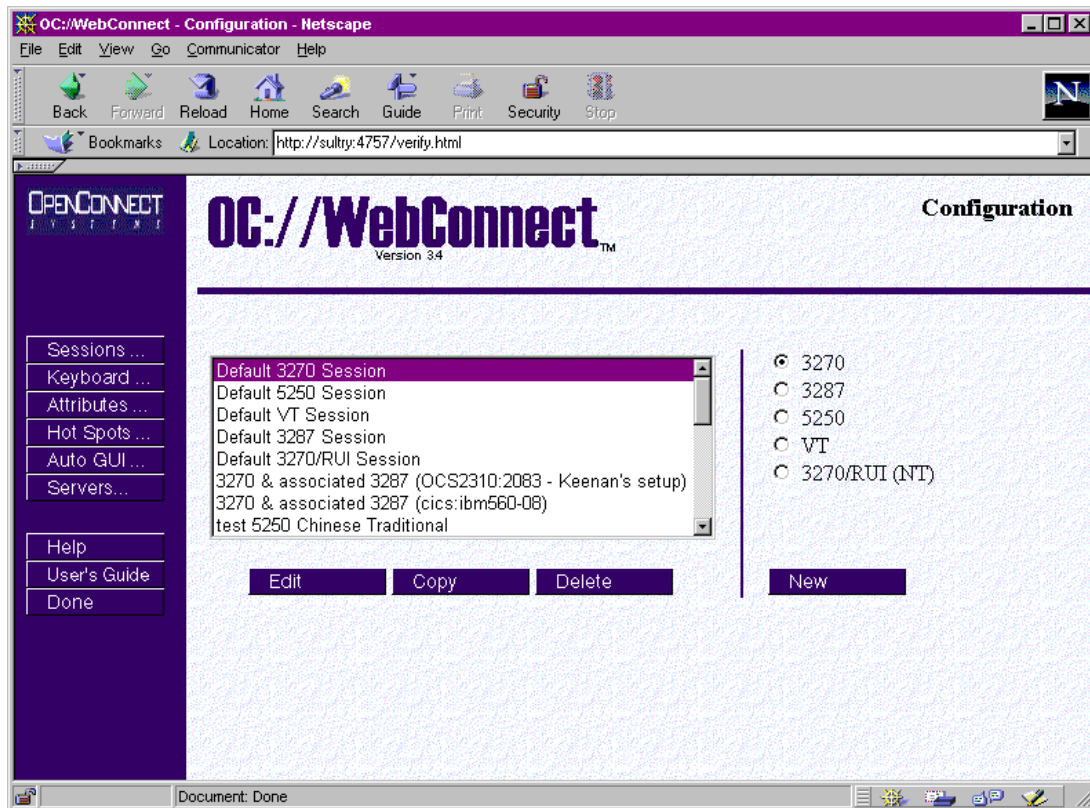 OC://WebConnect - Configuration - Netscape
File Edit View Go Communicator Help
Back Forward Reload Home Search Guide Print Security Stop
N
Bookmarks Location: http://sultry:4757/verify.html
OPENCONNECT
SYSTEMS
OC://WebConnect TM
Version 3.4
Configuration
Sessions ...
Keyboard ...
Attributes ...
Hot Spots ...
Auto GUI ...
Servers...
Help
User's Guide
Done
Default 3270 Session
Default 5250 Session
Default VT Session
Default 3287 Session
Default 3270/RUI Session
3270 & associated 3287 (OCS2310:2083 - Keenan's setup)
3270 & associated 3287 (cics:ibm560-08)
test 5250 Chinese Traditional
Edit Copy Delete
3270
3287
5250
VT
3270/RUI (NT)
New
Document: Done